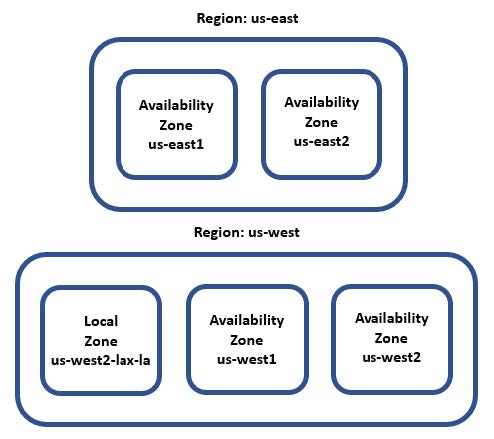 Region: us-east
Availability
Zone
us-east1
Availability
Zone
us-east2
Region: us-west
Local
Zone
us-west2-lax-la
Availability
Zone
us-west1
Availability
Zone
us-west2